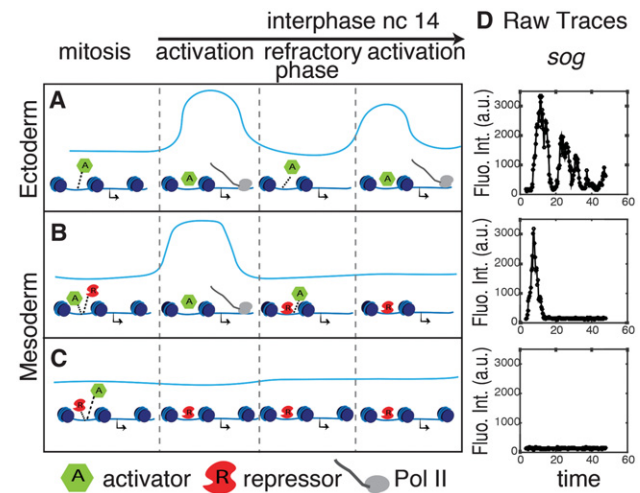 interphase nc 14
mitosis activation refractory phase activation
D Raw Traces
sog
Ectoderm
A
A A A A
Fluo. Int. (a.u.)
3000
2000
1000
0
0 20 40 60
Mesoderm
B
A R A R A R
Fluo. Int. (a.u.)
3000
2000
1000
0
0 20 40 60
C
R A R R R
Fluo. Int. (a.u.)
3000
2000
1000
0
0 20 40 60
time
A activator R repressor Pol II